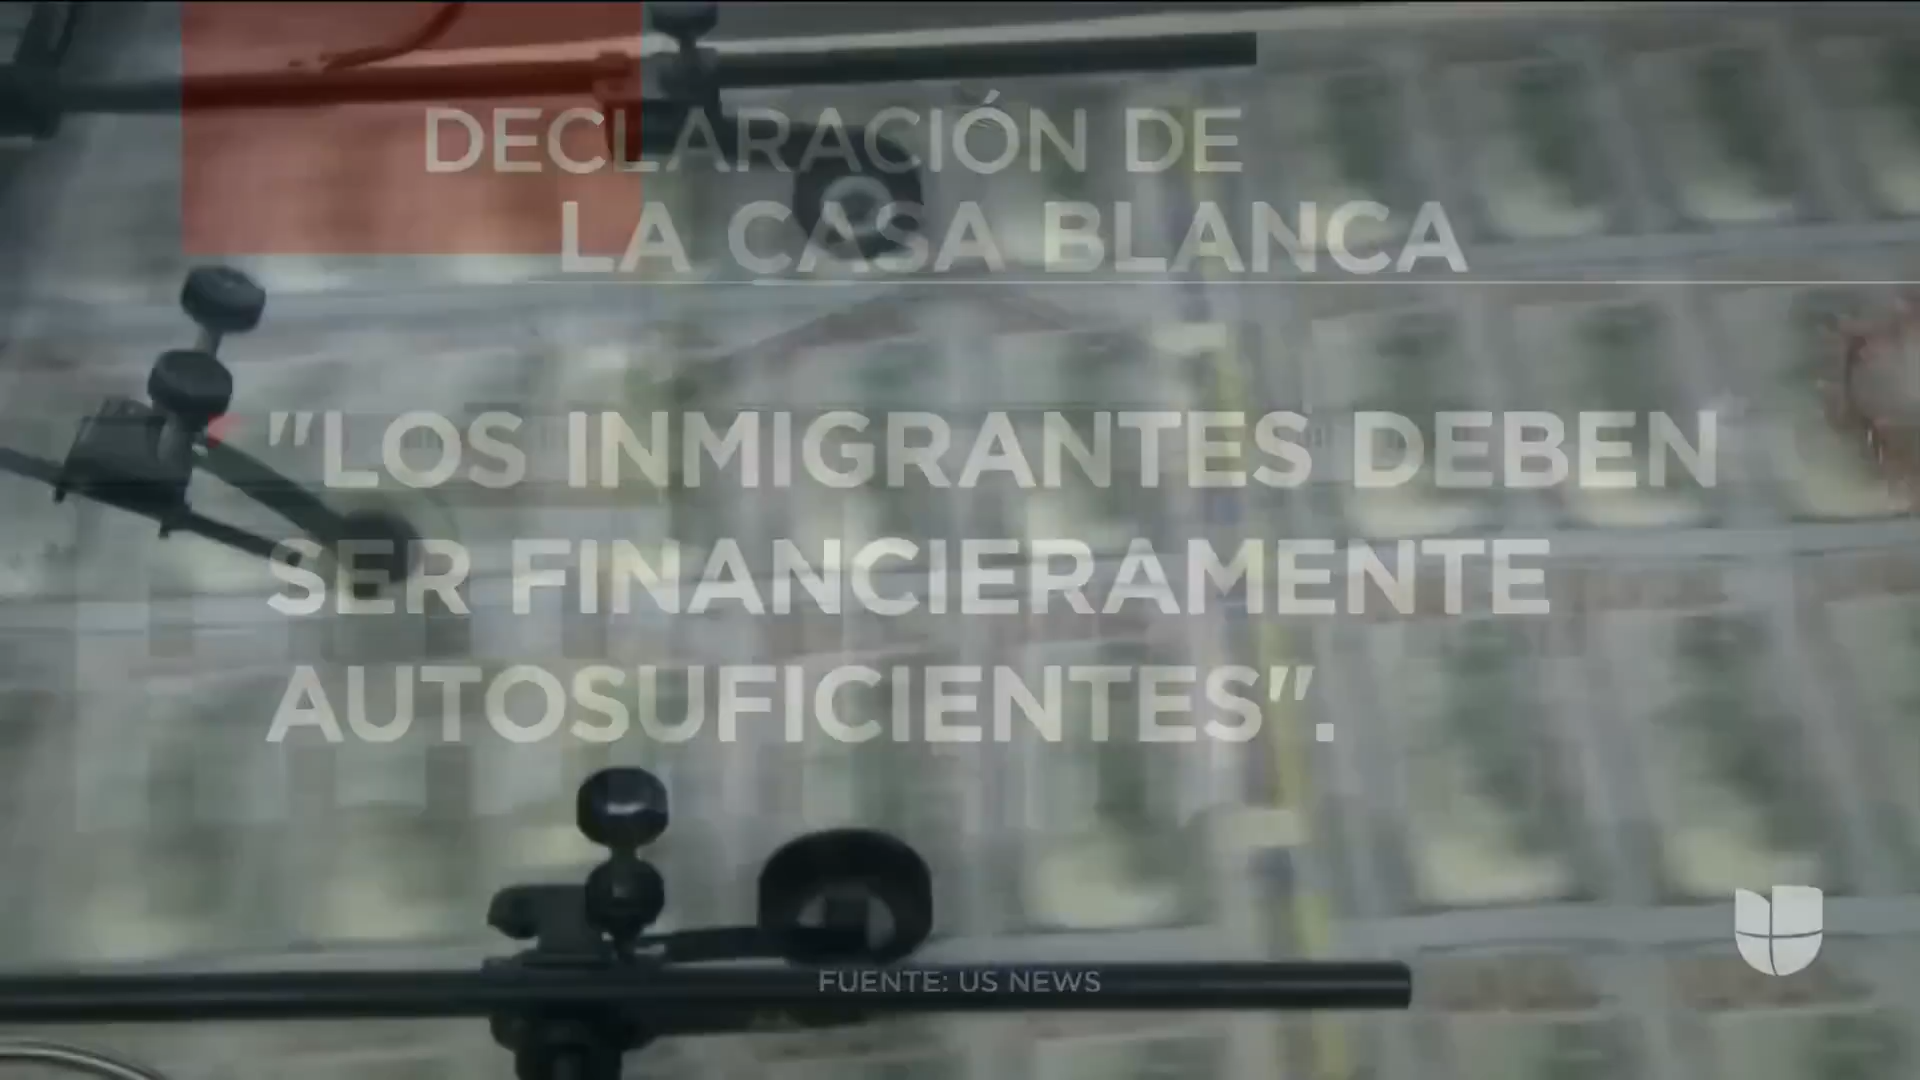 DECLARACIÓN DE
LA CASA BLANCA
"LOS INMIGRANTES DEBEN
SER FINANCIERAMENTE
AUTOSUFICIENTES".
FUENTE: US NEWS